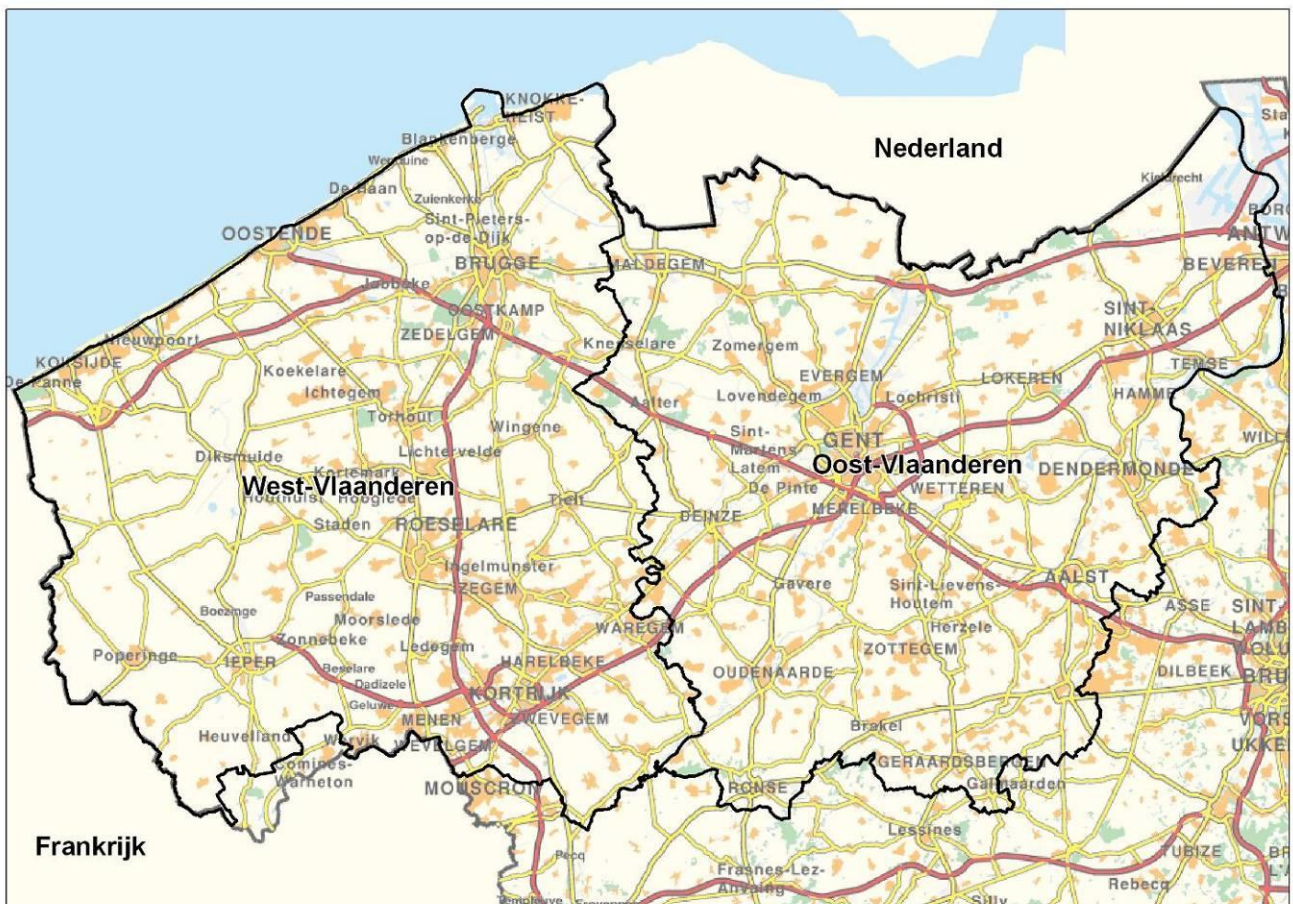 KNOKKE-
HEIST
Blankenberge
Wenduine
Nederland
De Haan
Zuienkerke
Kieldrecht
Sint-Pieters-
op-de-Dijk
OOSTENDE
BRUGGE
MALDEGEM
BEVEREN
Jabbeke
OOSTKAMP
ZEDELGEM
SINT-
NIKLAAS
Nieuwpoort
KOKSIJDE
Knesselare
Zomergem
TEMSE
De Panne
Koekelare
Ichtegem
EVERGEM
LOKEREN
HAMME
Lovendegem
Lochristi
Aalter
Torhout
Wingene
Sint-
Martens
Latem
GENT
Lichtervelde
Diksmuide
Kortemark
Oost-Vlaanderen
DENDERMONDE
West-Vlaanderen
Houthulst
Hooglede
De Pinte
WETTEREN
Tielt
MERELBEKE
DEINZE
Staden
ROESELARE
Ingelmunster
IZEGEM
Gavere
Sint-Lievens-
Houtem
AALST
Passendale
Boezinge
Moorslede
WAREGEM
Herzele
ASSE
Zonnebeke
Ledegem
ZOTTEGEM
Poperinge
IEPER
HARELBEKE
Beselare
Dadizele
OUDENAARDE
DILBEEK
Geluwe
KORTRIJK
MENEN
ZWEVEGEM
Brakel
Heuvelland
Wervik
WEVELGEM
Comines-
Warneton
GERAARDSBERGEN
Galmaarden
MOUSCRON
RONSE
Frankrijk
Lessines
Pecq
TUBIZE
Frasnes-Lez-
Anvaing
Rebecq
Silly